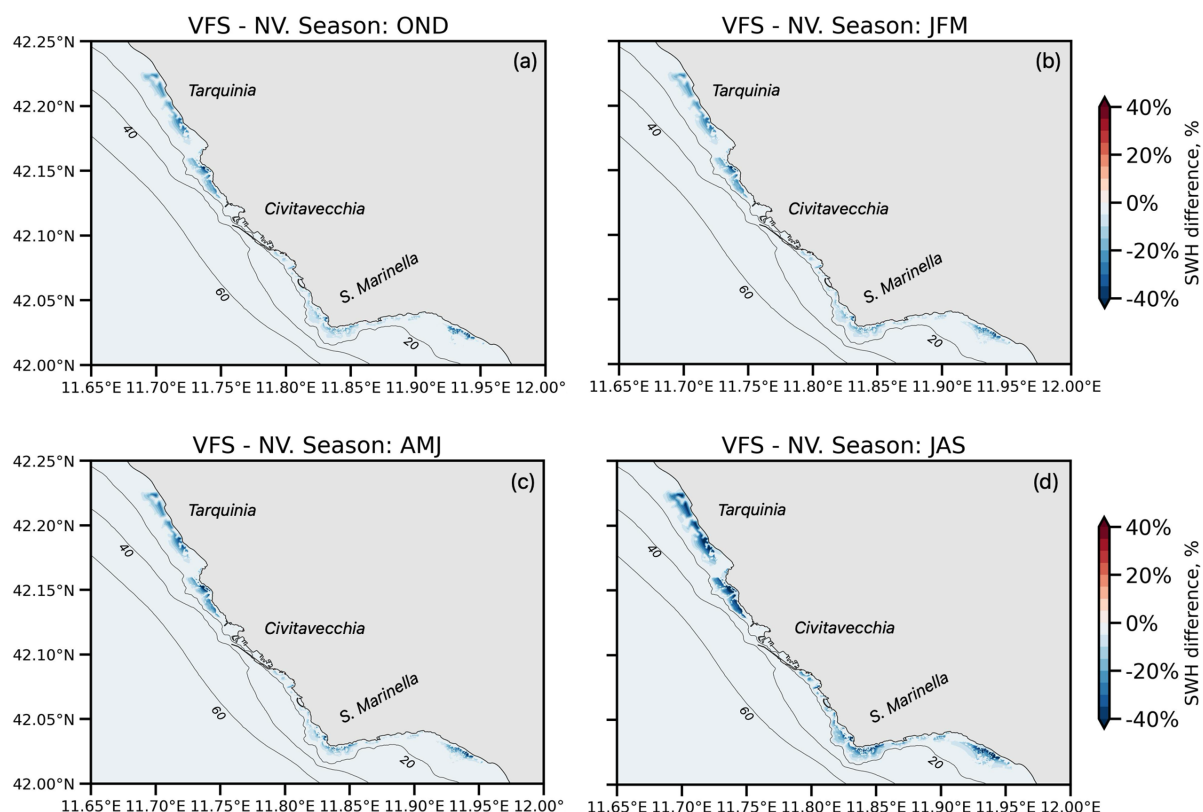 VFS - NV. Season: OND
VFS - NV. Season: JFM
42.25°N
42.20°N
42.15°N
42.10°N
42.05°N
42.00°N
(a)
Tarquinia
40
Civitavecchia
S. Marinella
60
20
11.65°E 11.70°E 11.75°E 11.80°E 11.85°E 11.90°E 11.95°E 12.00°
(b)
Tarquinia
40
Civitavecchia
S. Marinella
60
20
11.65°E 11.70°E 11.75°E 11.80°E 11.85°E 11.90°E 11.95°E 12.00°E
40%
20%
0%
-20%
-40%
SWH difference, %
VFS - NV. Season: AMJ
VFS - NV. Season: JAS
42.25°N
42.20°N
42.15°N
42.10°N
42.05°N
42.00°N
(c)
Tarquinia
40
Civitavecchia
S. Marinella
60
20
11.65°E 11.70°E 11.75°E 11.80°E 11.85°E 11.90°E 11.95°E 12.00°
(d)
Tarquinia
40
Civitavecchia
S. Marinella
60
20
11.65°E 11.70°E 11.75°E 11.80°E 11.85°E 11.90°E 11.95°E 12.00°E
40%
20%
0%
-20%
-40%
SWH difference, %